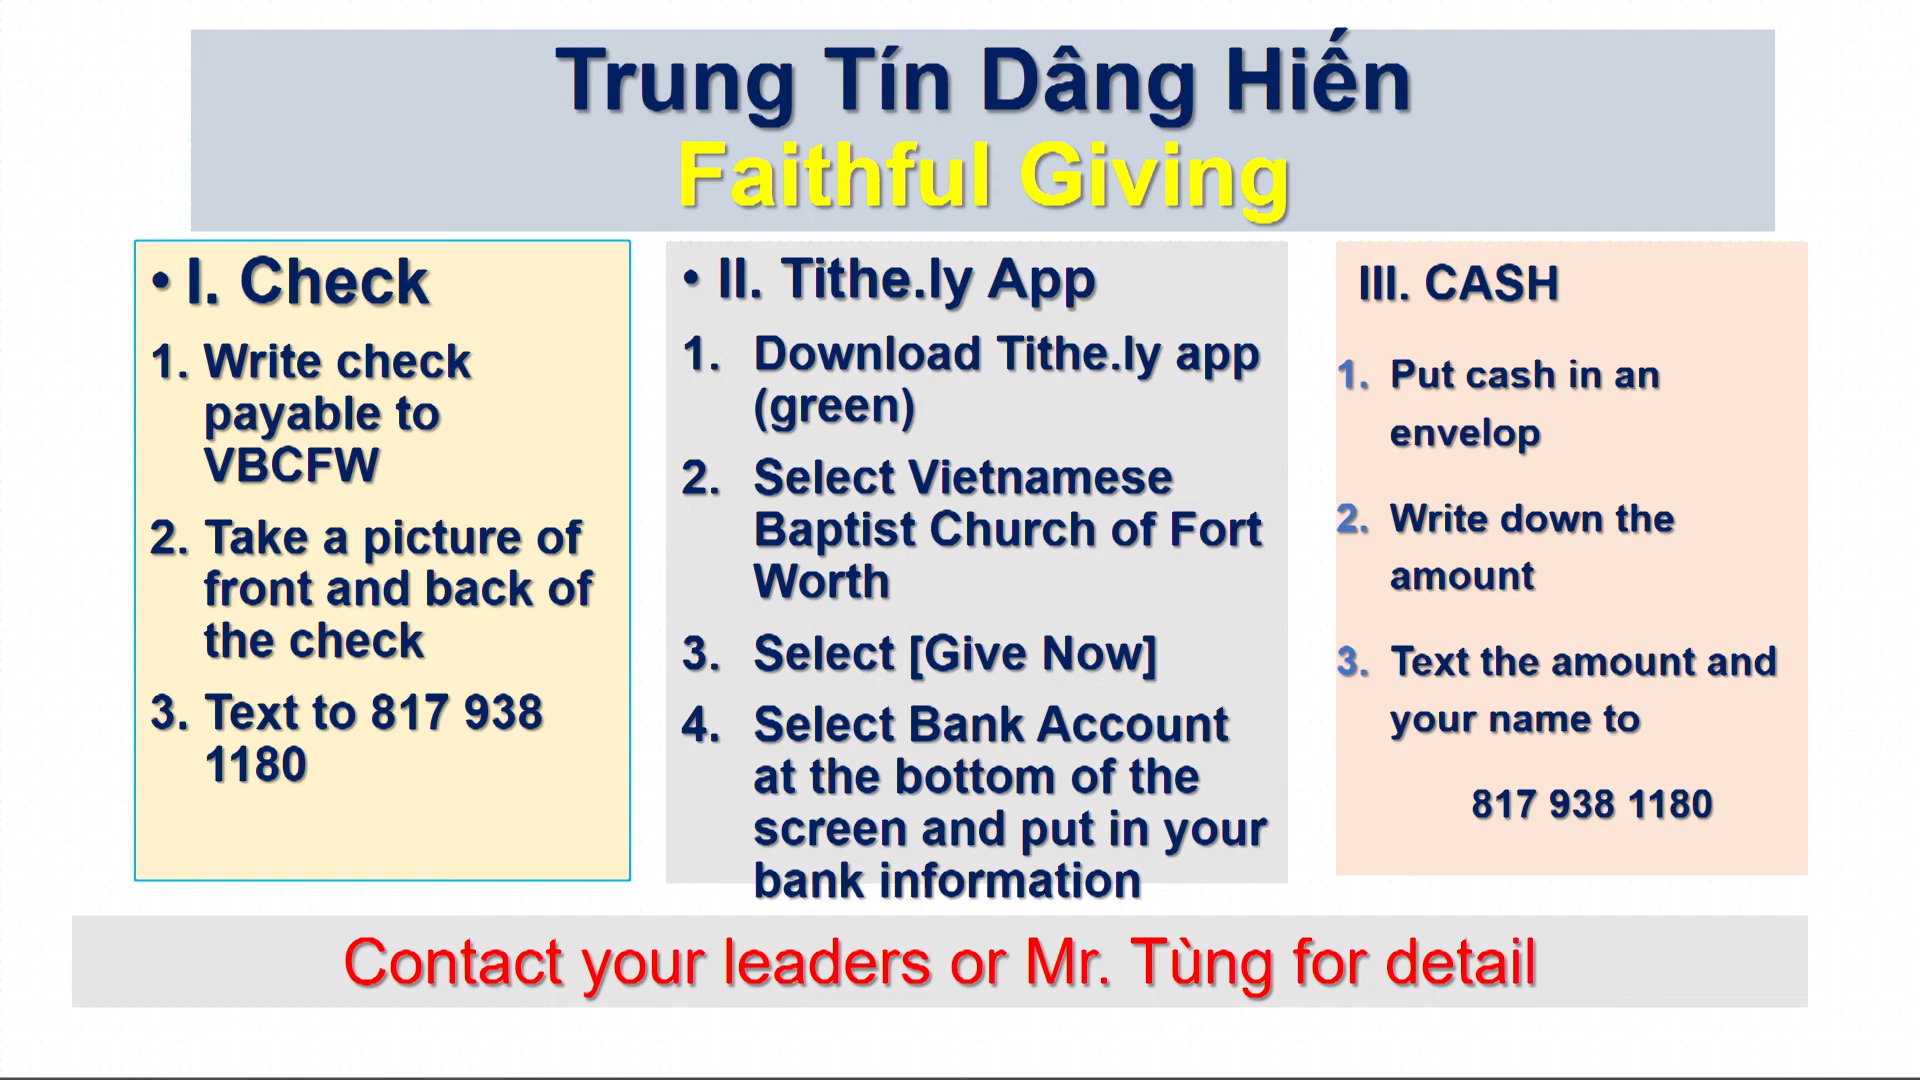 Trung Tín Dâng Hiến
Faithful Giving
• I. Check
1. Write check
payable to
VBCFW
2. Take a picture of
front and back of
the check
3. Text to 817 938
1180
• II. Tithe.ly App
1. Download Tithe.ly app
(green)
2. Select Vietnamese
Baptist Church of Fort
Worth
3. Select [Give Now]
4. Select Bank Account
at the bottom of the
screen and put in your
bank information
III. CASH
1. Put cash in an
envelop
2. Write down the
amount
3. Text the amount and
your name to
817 938 1180
Contact your leaders or Mr. Tùng for detail